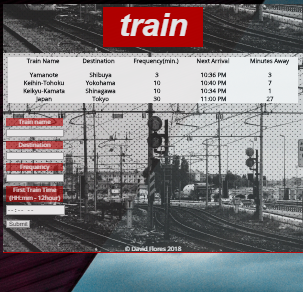 train
Train Name Destination Frequency(min.) Next Arrival Minutes Away
Yamanote Shibuya 3 10:36 PM 3
Keihin-Tohoku Yokohama 10 10:40 PM 7
Keikyu-Kamata Shinagawa 10 10:34 PM 1
Japan Tokyo 30 11:00 PM 27
Train name
Destination
Frequency
First Train Time
(HH:mm - 12hour)
--:-- --
Submit
© David Flores 2018